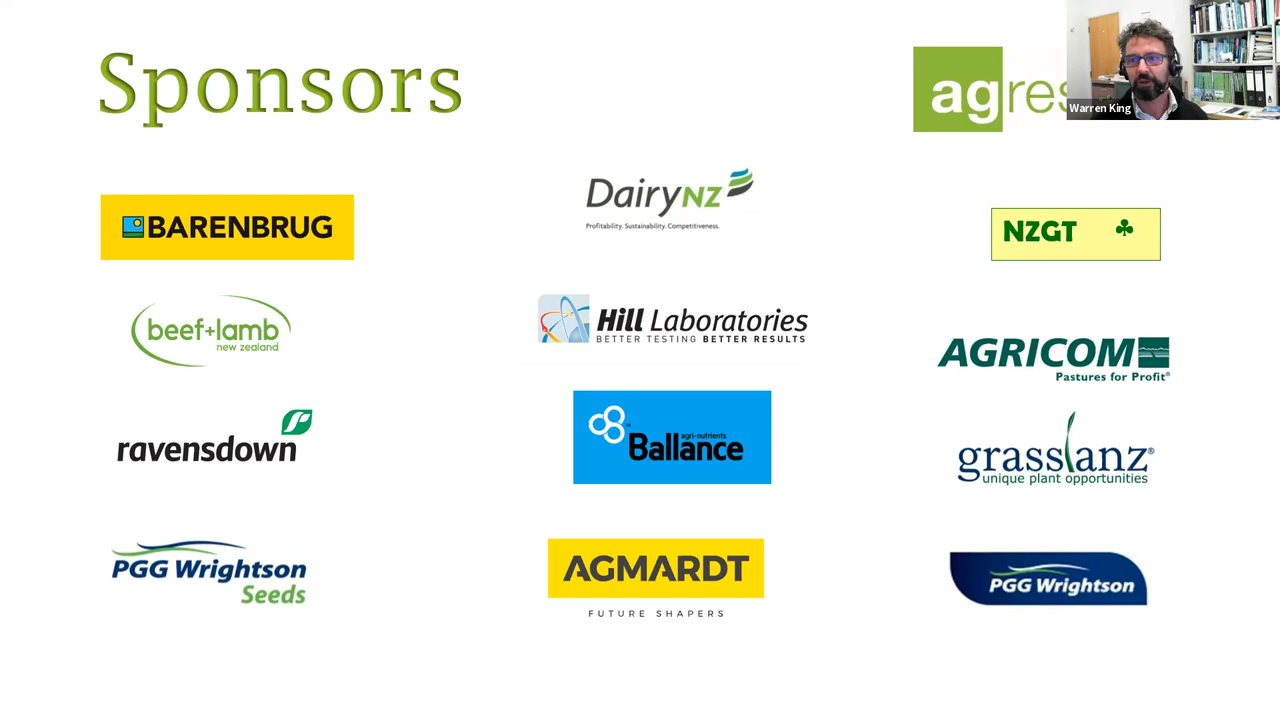 Sponsors
agres
Warren King
DairyNZ
Profitability. Sustainability. Competitiveness.
BARENBRUG
NZGT
beef+lamb
new zealand
Hill Laboratories
BETTER TESTING BETTER RESULTS
AGRICOM
Pastures for Profit®
ravensdown
agri-nutrients
Ballance
grasslanz®
unique plant opportunities
PGG Wrightson
Seeds
AGMARDT
FUTURE SHAPERS
PGG Wrightson